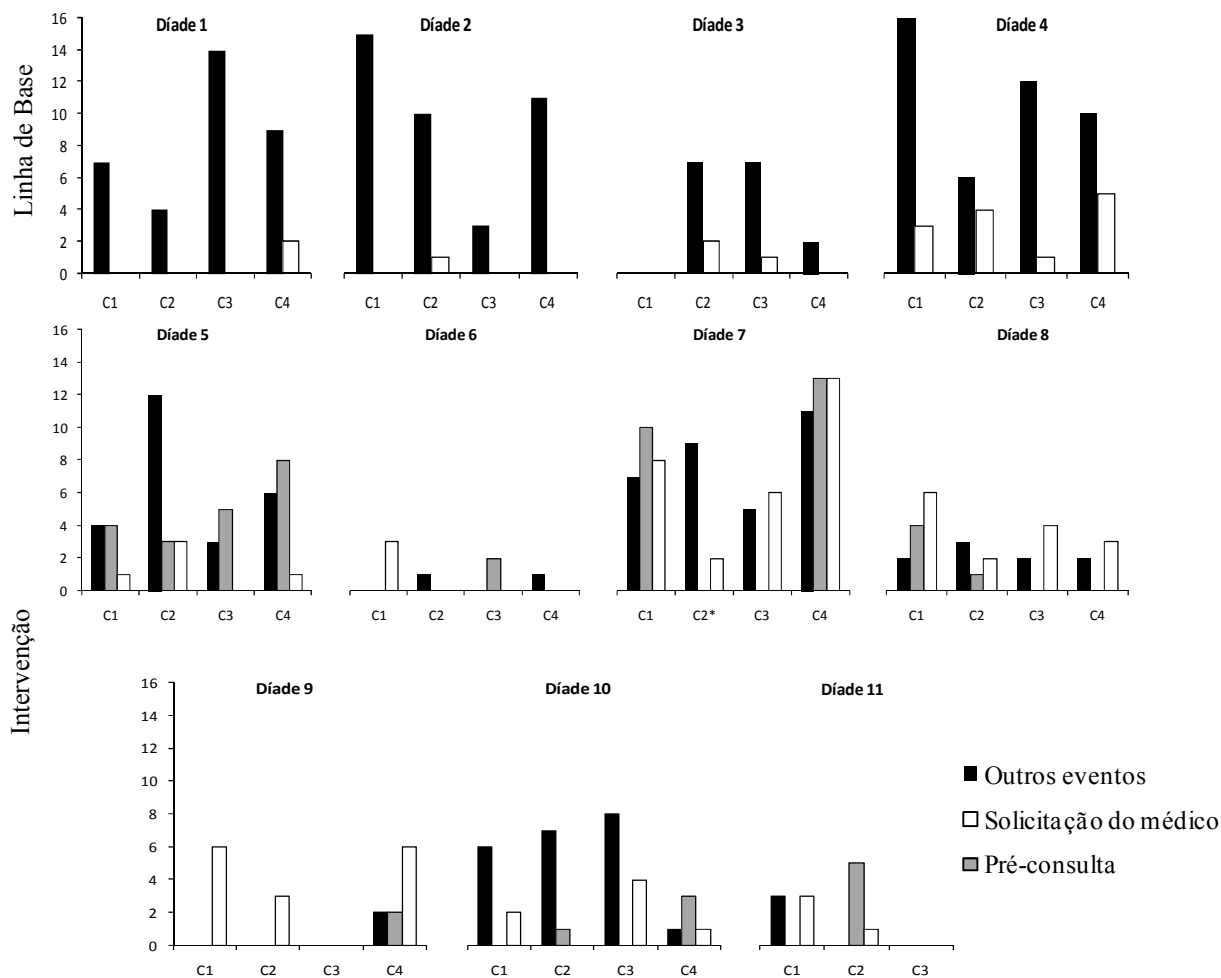 Linha de Base
Díade 1
Díade 2
Díade 3
Díade 4
16
14
12
10
8
6
4
2
0
C1 C2 C3 C4
C1 C2 C3 C4
C1 C2 C3 C4
C1 C2 C3 C4
Intervenção
Díade 5
Díade 6
Díade 7
Díade 8
16
14
12
10
8
6
4
2
0
C1 C2 C3 C4
C1 C2 C3 C4
C1 C2* C3 C4
C1 C2 C3 C4
Díade 9
Díade 10
Díade 11
16
14
12
10
8
6
4
2
0
C1 C2 C3 C4
C1 C2 C3 C4
C1 C2 C3
Outros eventos
Solicitação do médico
Pré-consulta